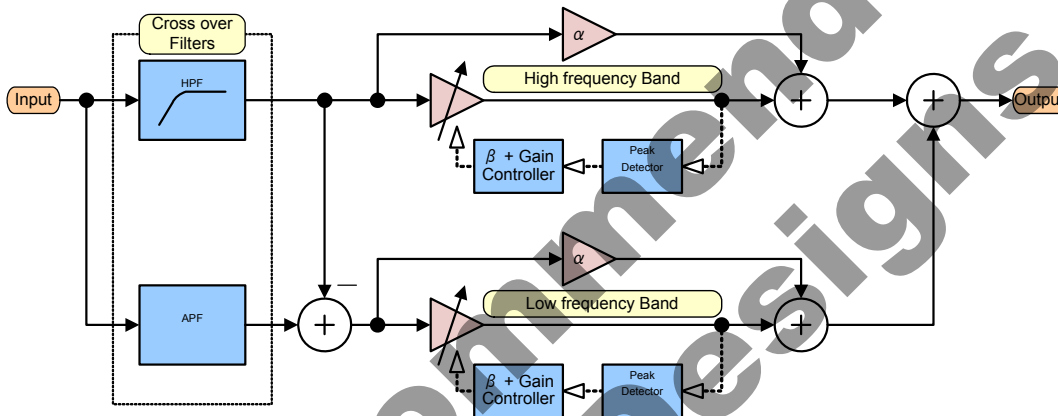 Cross over
Filters
α
HPF
High frequency Band
Input
+
+
Output
β + Gain
Controller
Peak
Detector
α
—
Low frequency Band
APF
+
+
β + Gain
Controller
Peak
Detector